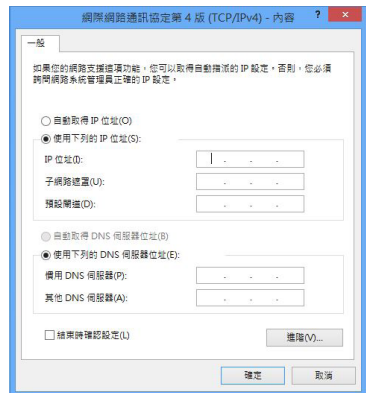 網際網路通訊協定第 4 版 (TCP/IPv4) - 內容
?
×
一般
如果您的網路支援這項功能，您可以取得自動指派的 IP 設定。否則，您必須
詢問網路系統管理員正確的 IP 設定。
自動取得 IP 位址(O)
使用下列的 IP 位址(S):
IP 位址(I):
子網路遮罩(U):
預設閘道(D):
自動取得 DNS 伺服器位址(B)
使用下列的 DNS 伺服器位址(E):
慣用 DNS 伺服器(P):
其他 DNS 伺服器(A):
結束時確認設定(L)
進階(V)...
確定
取消